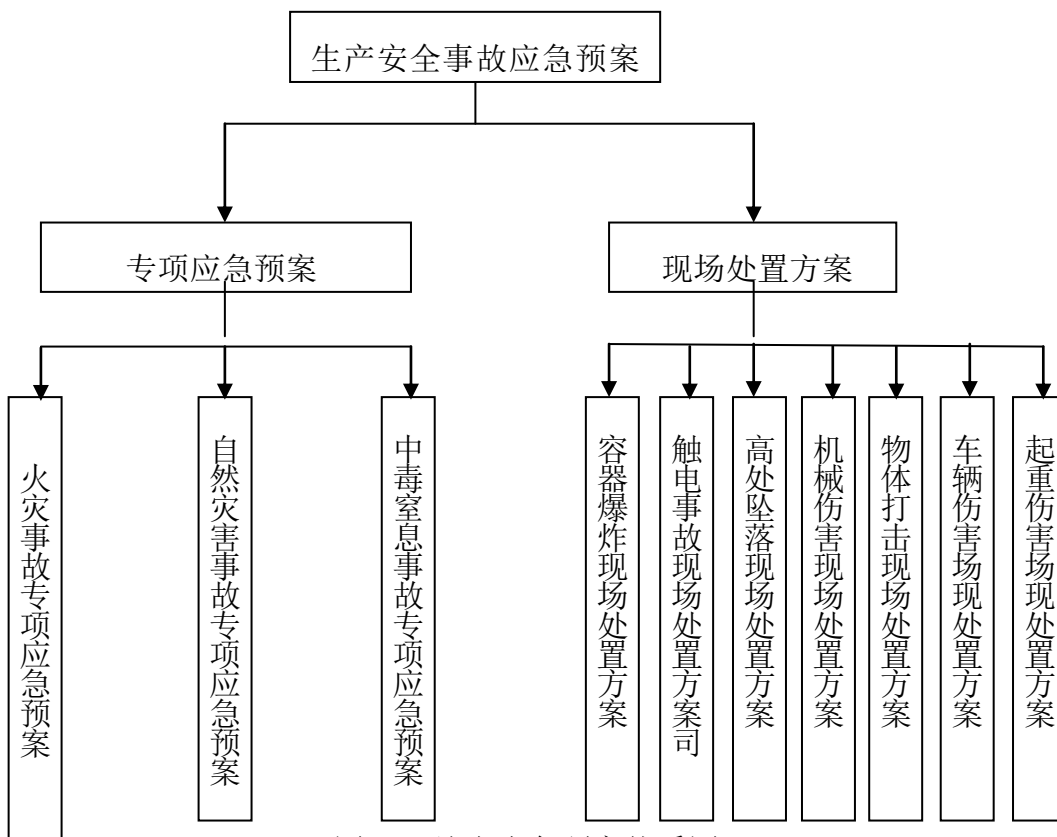 生产安全事故应急预案
专项应急预案
现场处置方案
火灾事故专项应急预案
自然灾害事故专项应急预案
中毒窒息事故专项应急预案
容器爆炸现场处置方案
触电事故现场处置方案司
高处坠落现场处置方案
机械伤害现场处置方案
物体打击现场处置方案
车辆伤害场现处置方案
起重伤害场现处置方案